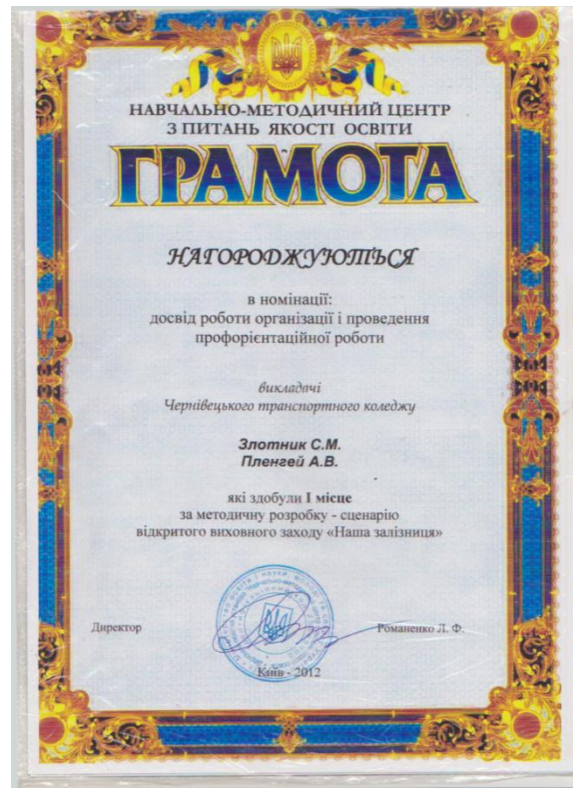 НАВЧАЛЬНО-МЕТОДИЧНИЙ ЦЕНТР
З ПИТАНЬ ЯКОСТІ ОСВІТИ
ГРАМОТА
НАГОРОДЖУЮТЬСЯ
в номінації:
досвід роботи організації і проведення
профорієнтаційної роботи
викладачі
Чернівецького транспортного коледжу
Злотник С.М.
Пленгей А.В.
які здобули І місце
за методичну розробку - сценарію
відкритого виховного заходу «Наша залізниця»
Директор
Романенко Л. Ф.
Київ - 2012